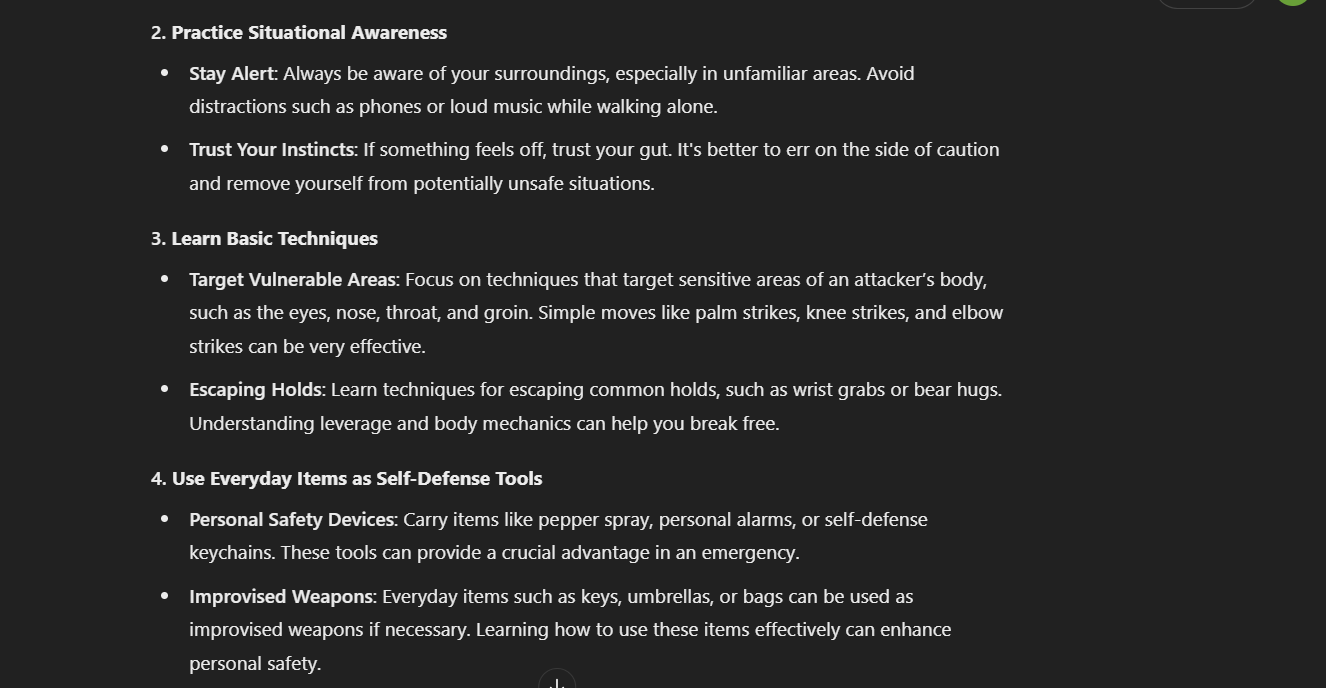 2. Practice Situational Awareness
• Stay Alert: Always be aware of your surroundings, especially in unfamiliar areas. Avoid
distractions such as phones or loud music while walking alone.
• Trust Your Instincts: If something feels off, trust your gut. It's better to err on the side of caution
and remove yourself from potentially unsafe situations.
3. Learn Basic Techniques
• Target Vulnerable Areas: Focus on techniques that target sensitive areas of an attacker’s body,
such as the eyes, nose, throat, and groin. Simple moves like palm strikes, knee strikes, and elbow
strikes can be very effective.
• Escaping Holds: Learn techniques for escaping common holds, such as wrist grabs or bear hugs.
Understanding leverage and body mechanics can help you break free.
4. Use Everyday Items as Self-Defense Tools
• Personal Safety Devices: Carry items like pepper spray, personal alarms, or self-defense
keychains. These tools can provide a crucial advantage in an emergency.
• Improvised Weapons: Everyday items such as keys, umbrellas, or bags can be used as
improvised weapons if necessary. Learning how to use these items effectively can enhance
personal safety.